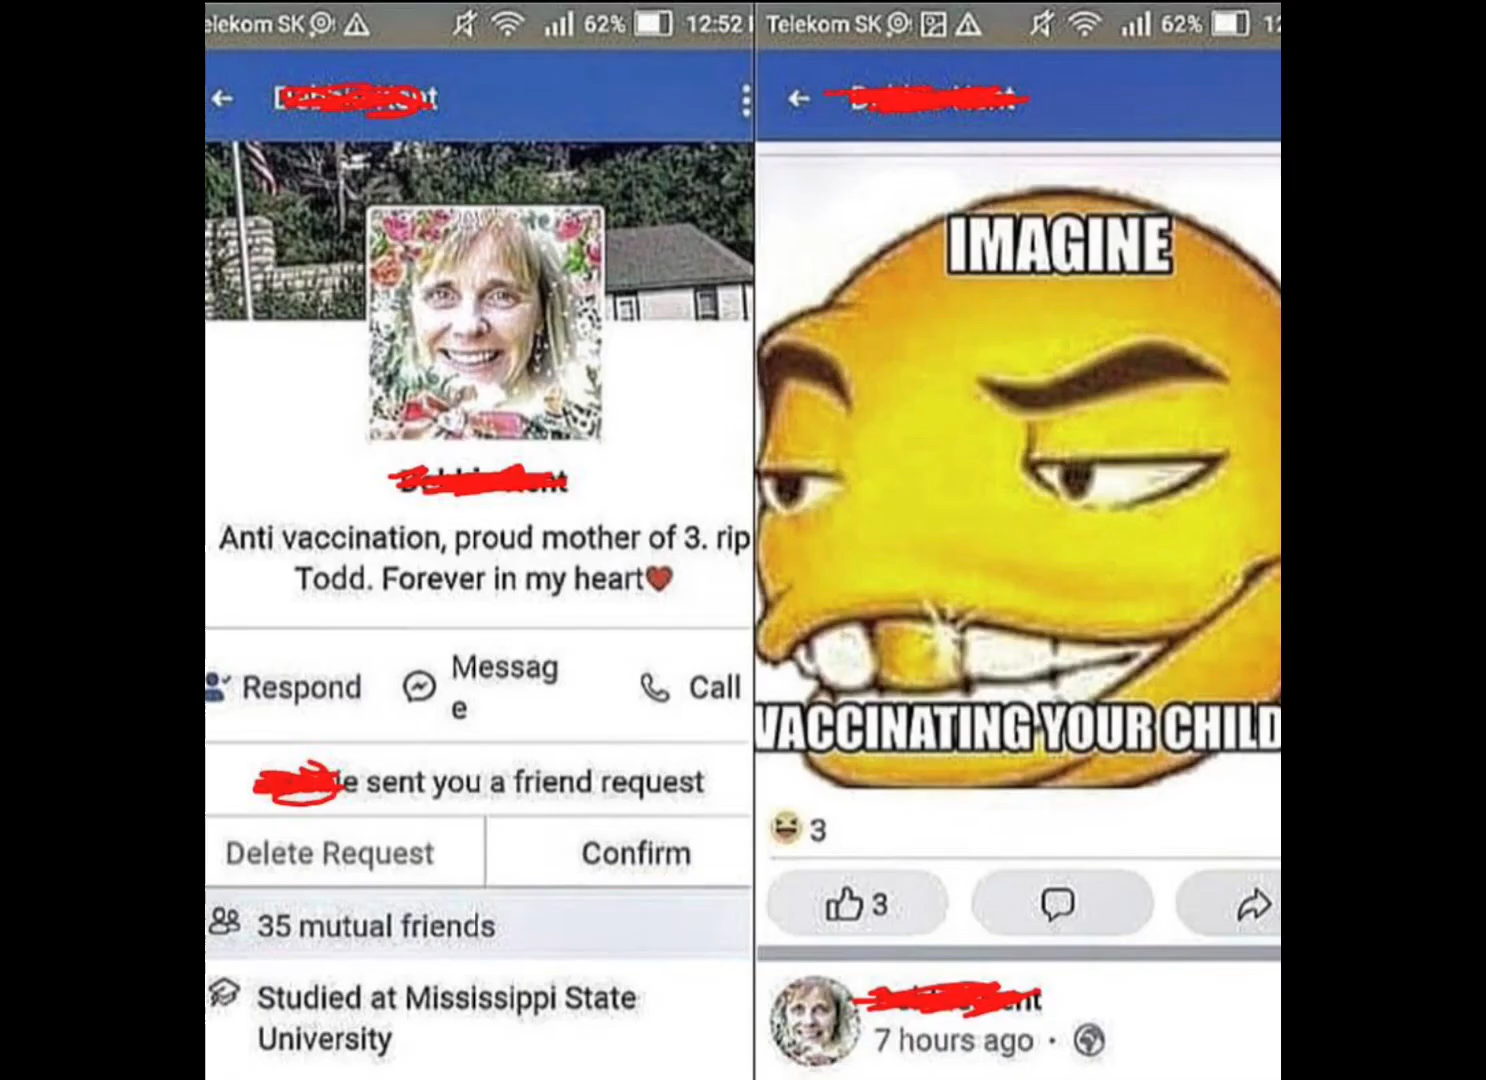 elekom SK
62%
12:52
Anti vaccination, proud mother of 3. rip
Todd. Forever in my heart
Respond
Messag
e
Call
e sent you a friend request
Delete Request
Confirm
35 mutual friends
Studied at Mississippi State
University
Telekom SK
62%
IMAGINE
VACCINATING YOUR CHILD
3
3
7 hours ago ·